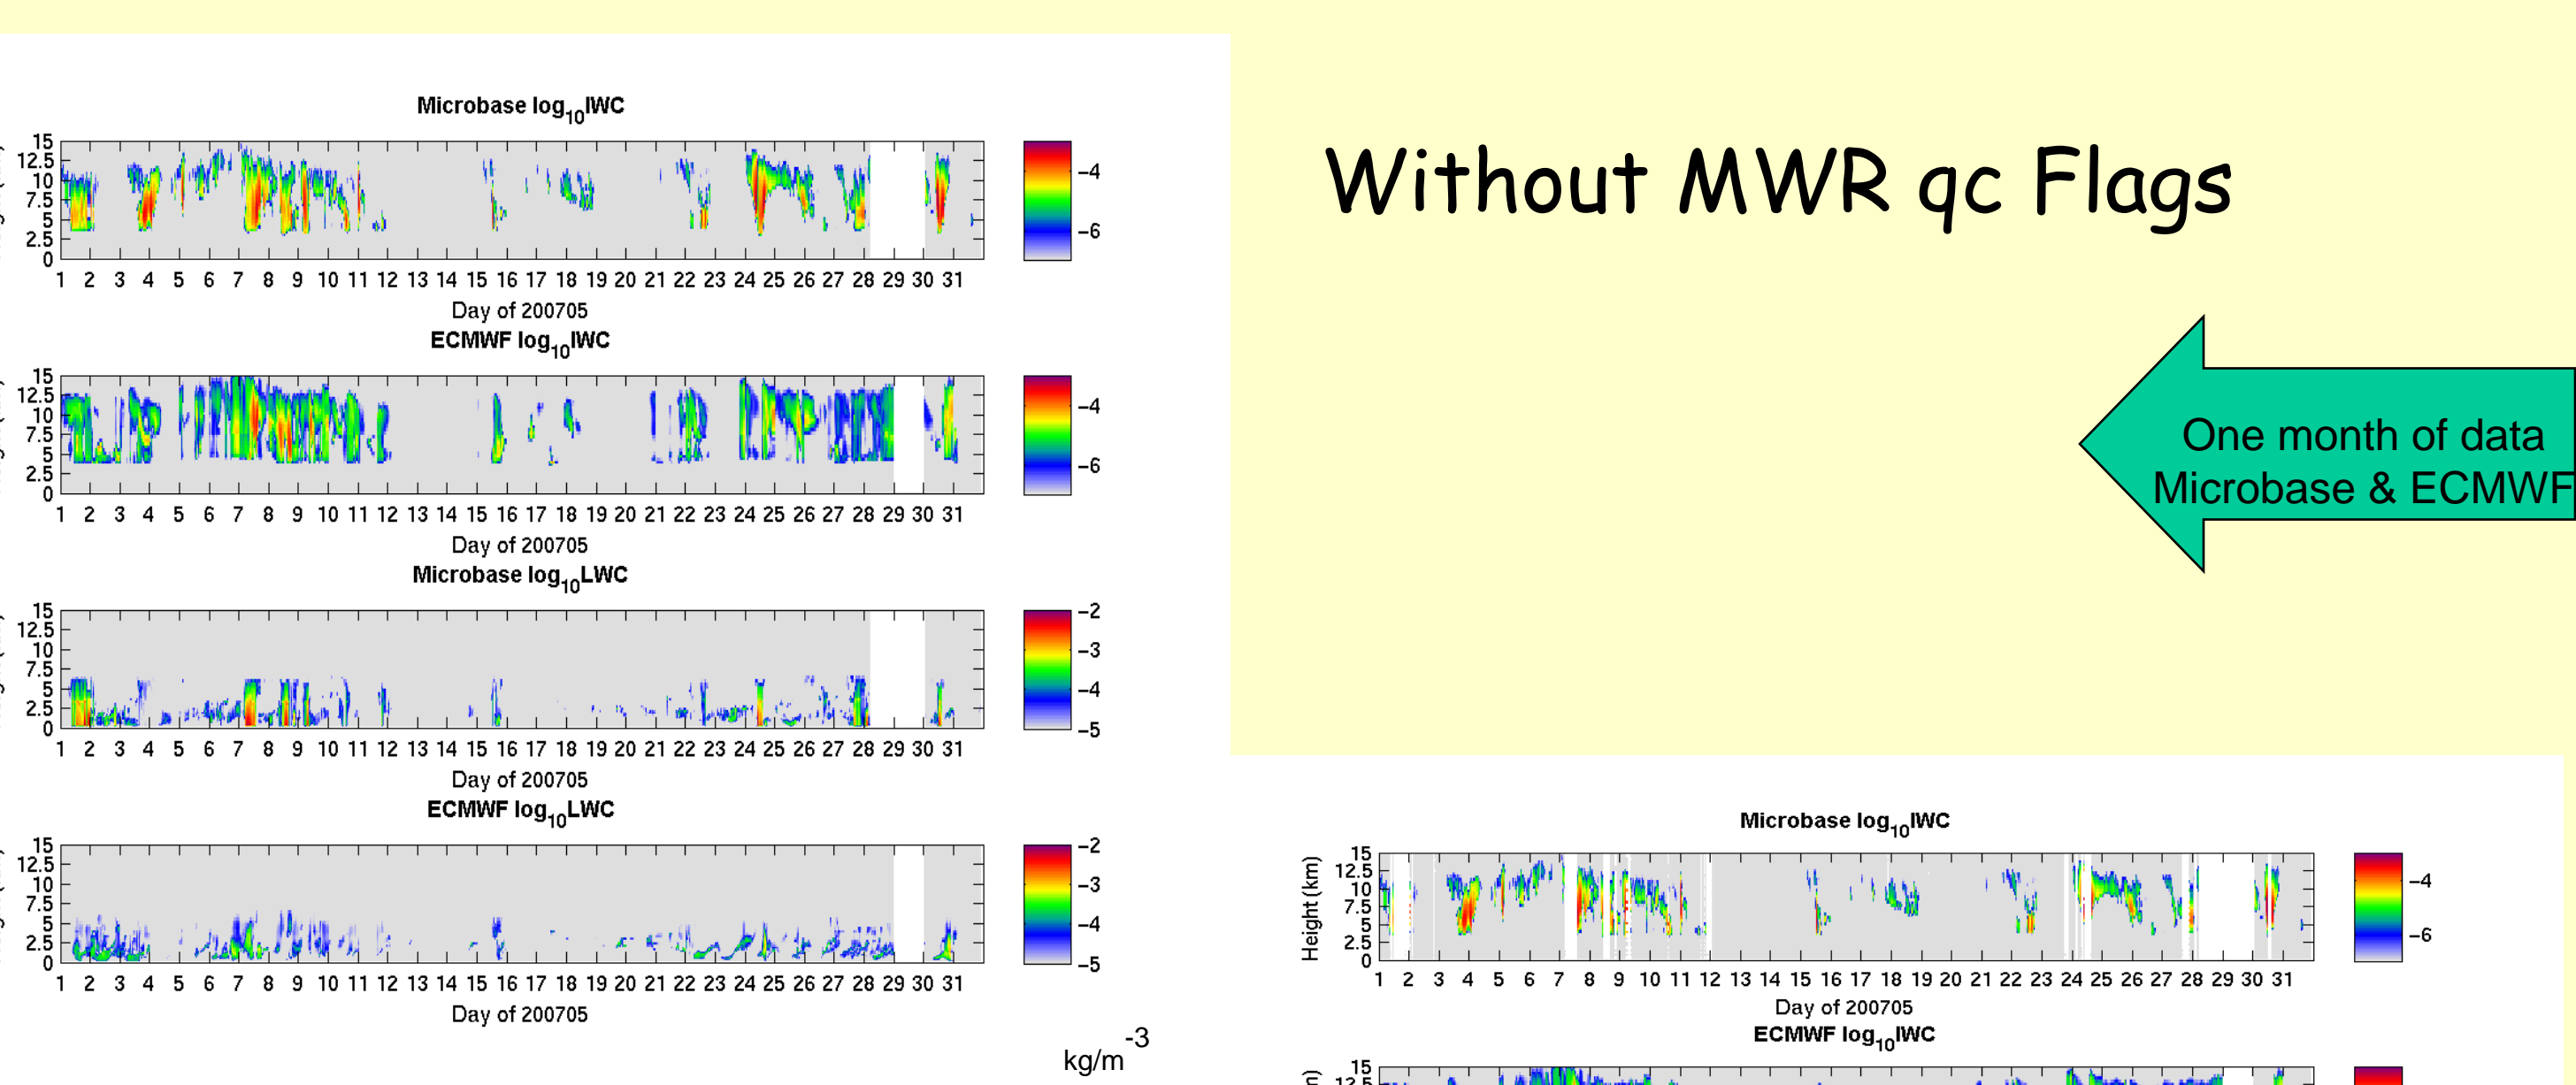 Microbase log10IWC
15
12.5
10
7.5
5
2.5
0
1 2 3 4 5 6 7 8 9 10 11 12 13 14 15 16 17 18 19 20 21 22 23 24 25 26 27 28 29 30 31
Day of 200705
−4
−6
ECMWF log10IWC
15
12.5
10
7.5
5
2.5
0
1 2 3 4 5 6 7 8 9 10 11 12 13 14 15 16 17 18 19 20 21 22 23 24 25 26 27 28 29 30 31
Day of 200705
−4
−6
Microbase log10LWC
15
12.5
10
7.5
5
2.5
0
1 2 3 4 5 6 7 8 9 10 11 12 13 14 15 16 17 18 19 20 21 22 23 24 25 26 27 28 29 30 31
Day of 200705
−2
−3
−4
−5
ECMWF log10LWC
15
12.5
10
7.5
5
2.5
0
1 2 3 4 5 6 7 8 9 10 11 12 13 14 15 16 17 18 19 20 21 22 23 24 25 26 27 28 29 30 31
Day of 200705
−2
−3
−4
−5
kg/m-3
Without MWR qc Flags
One month of data
Microbase & ECMWF
Microbase log10IWC
Height (km)
15
12.5
10
7.5
5
2.5
0
1 2 3 4 5 6 7 8 9 10 11 12 13 14 15 16 17 18 19 20 21 22 23 24 25 26 27 28 29 30 31
Day of 200705
−4
−6
ECMWF log10IWC
15
12.5